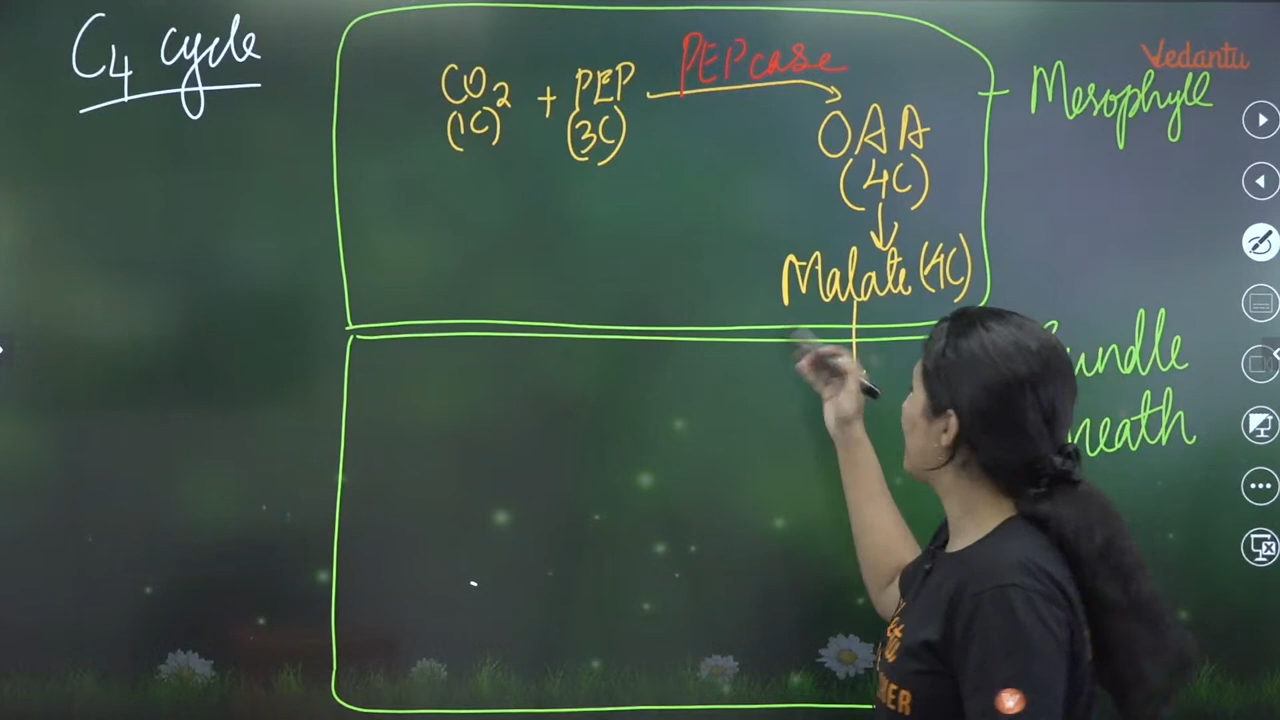 C4 cycle
Vedantu
CO2 + PEP PEPcase
(1C) (3C)
OAA
(4C)
Malate (4C)
Mesophyll
undle
heath